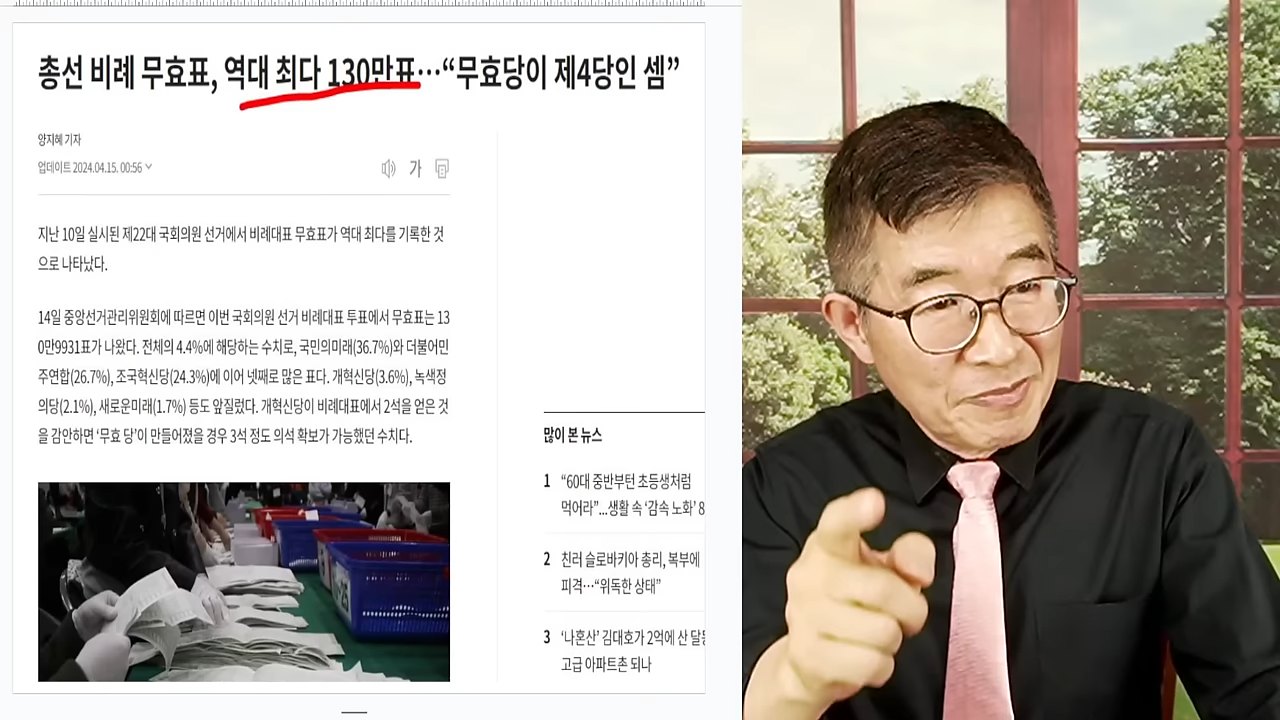 총선 비례 무효표, 역대 최다 130만표…“무효당이 제4당인 셈”
양지혜 기자
업데이트 2024.04.15. 00:56
가
지난 10일 실시된 제22대 국회의원 선거에서 비례대표 무효표가 역대 최다를 기록한 것
으로 나타났다.
14일 중앙선거관리위원회에 따르면 이번 국회의원 선거 비례대표 투표에서 무효표는 13
0만9931표가 나왔다. 전체의 4.4%에 해당하는 수치로, 국민의미래(36.7%)와 더불어민
주연합(26.7%), 조국혁신당(24.3%)에 이어 넷째로 많은 표다. 개혁신당(3.6%), 녹색정
의당(2.1%), 새로운미래(1.7%) 등도 앞질렀다. 개혁신당이 비례대표에서 2석을 얻은 것
을 감안하면 ‘무효 당’이 만들어졌을 경우 3석 정도 의석 확보가 가능했던 수치다.
많이 본 뉴스
1 “60대 중반부턴 초등생처럼
먹어라”...생활 속 ‘감속 노화’ 8
2 친러 슬로바키아 총리, 복부에
피격…“위독한 상태”
3 ‘나혼산’ 김대호가 2억에 산 달동
고급 아파트촌 되나